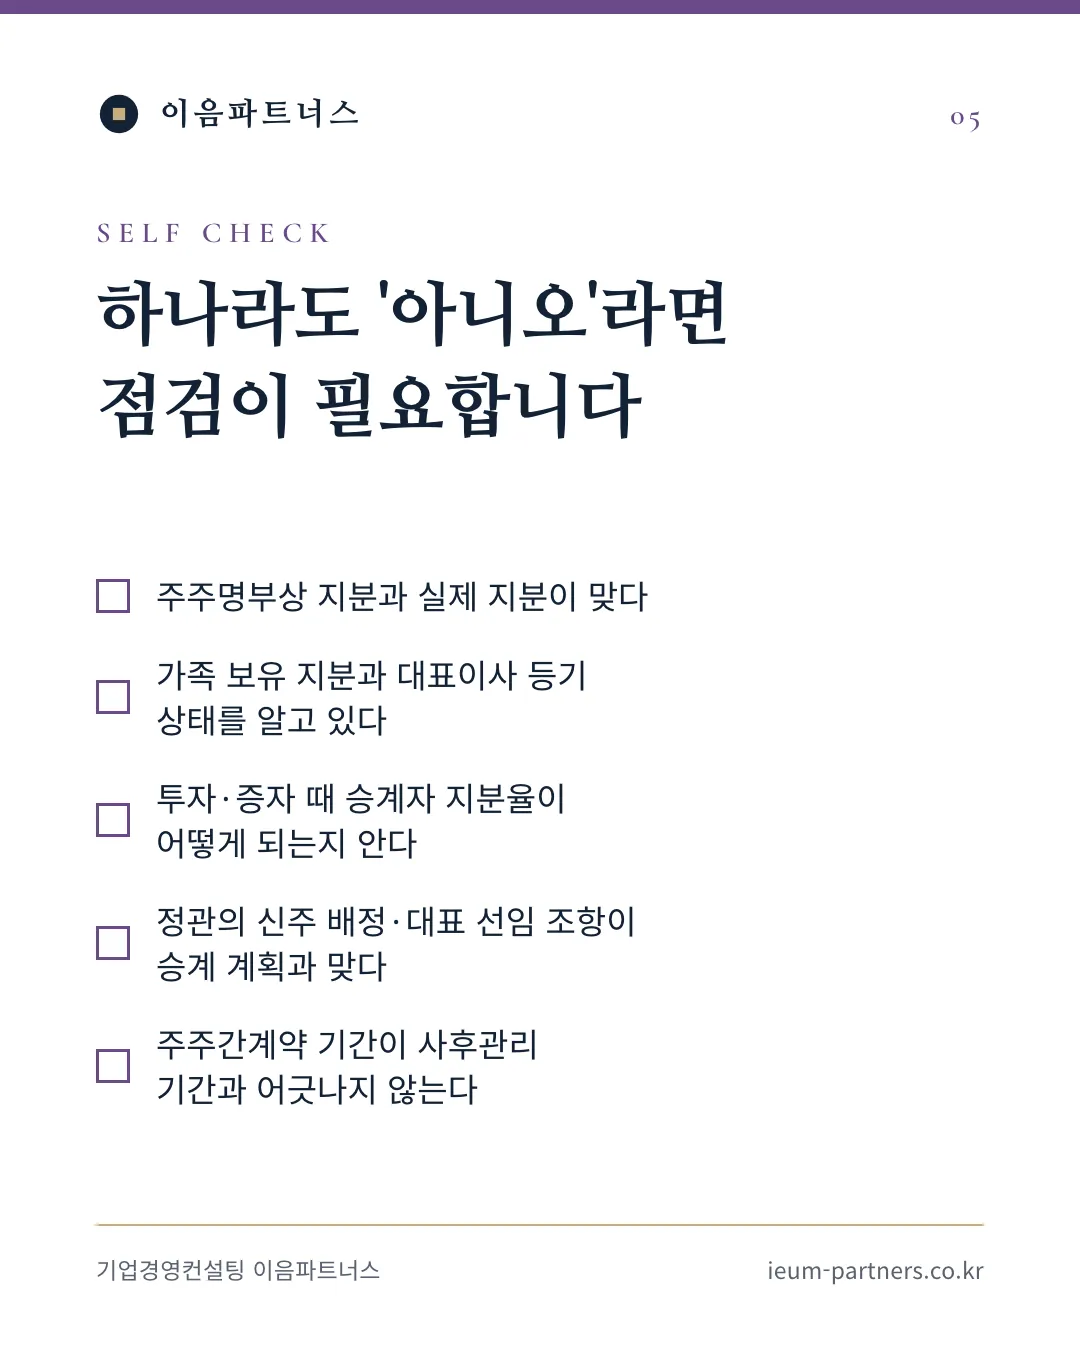 이음파트너스
05
SELF CHECK
하나라도 '아니오'라면
점검이 필요합니다
주주명부상 지분과 실제 지분이 맞다
가족 보유 지분과 대표이사 등기
상태를 알고 있다
투자·증자 때 승계자 지분율이
어떻게 되는지 안다
정관의 신주 배정·대표 선임 조항이
승계 계획과 맞다
주주간계약 기간이 사후관리
기간과 어긋나지 않는다
기업경영컨설팅 이음파트너스
ieum-partners.co.kr